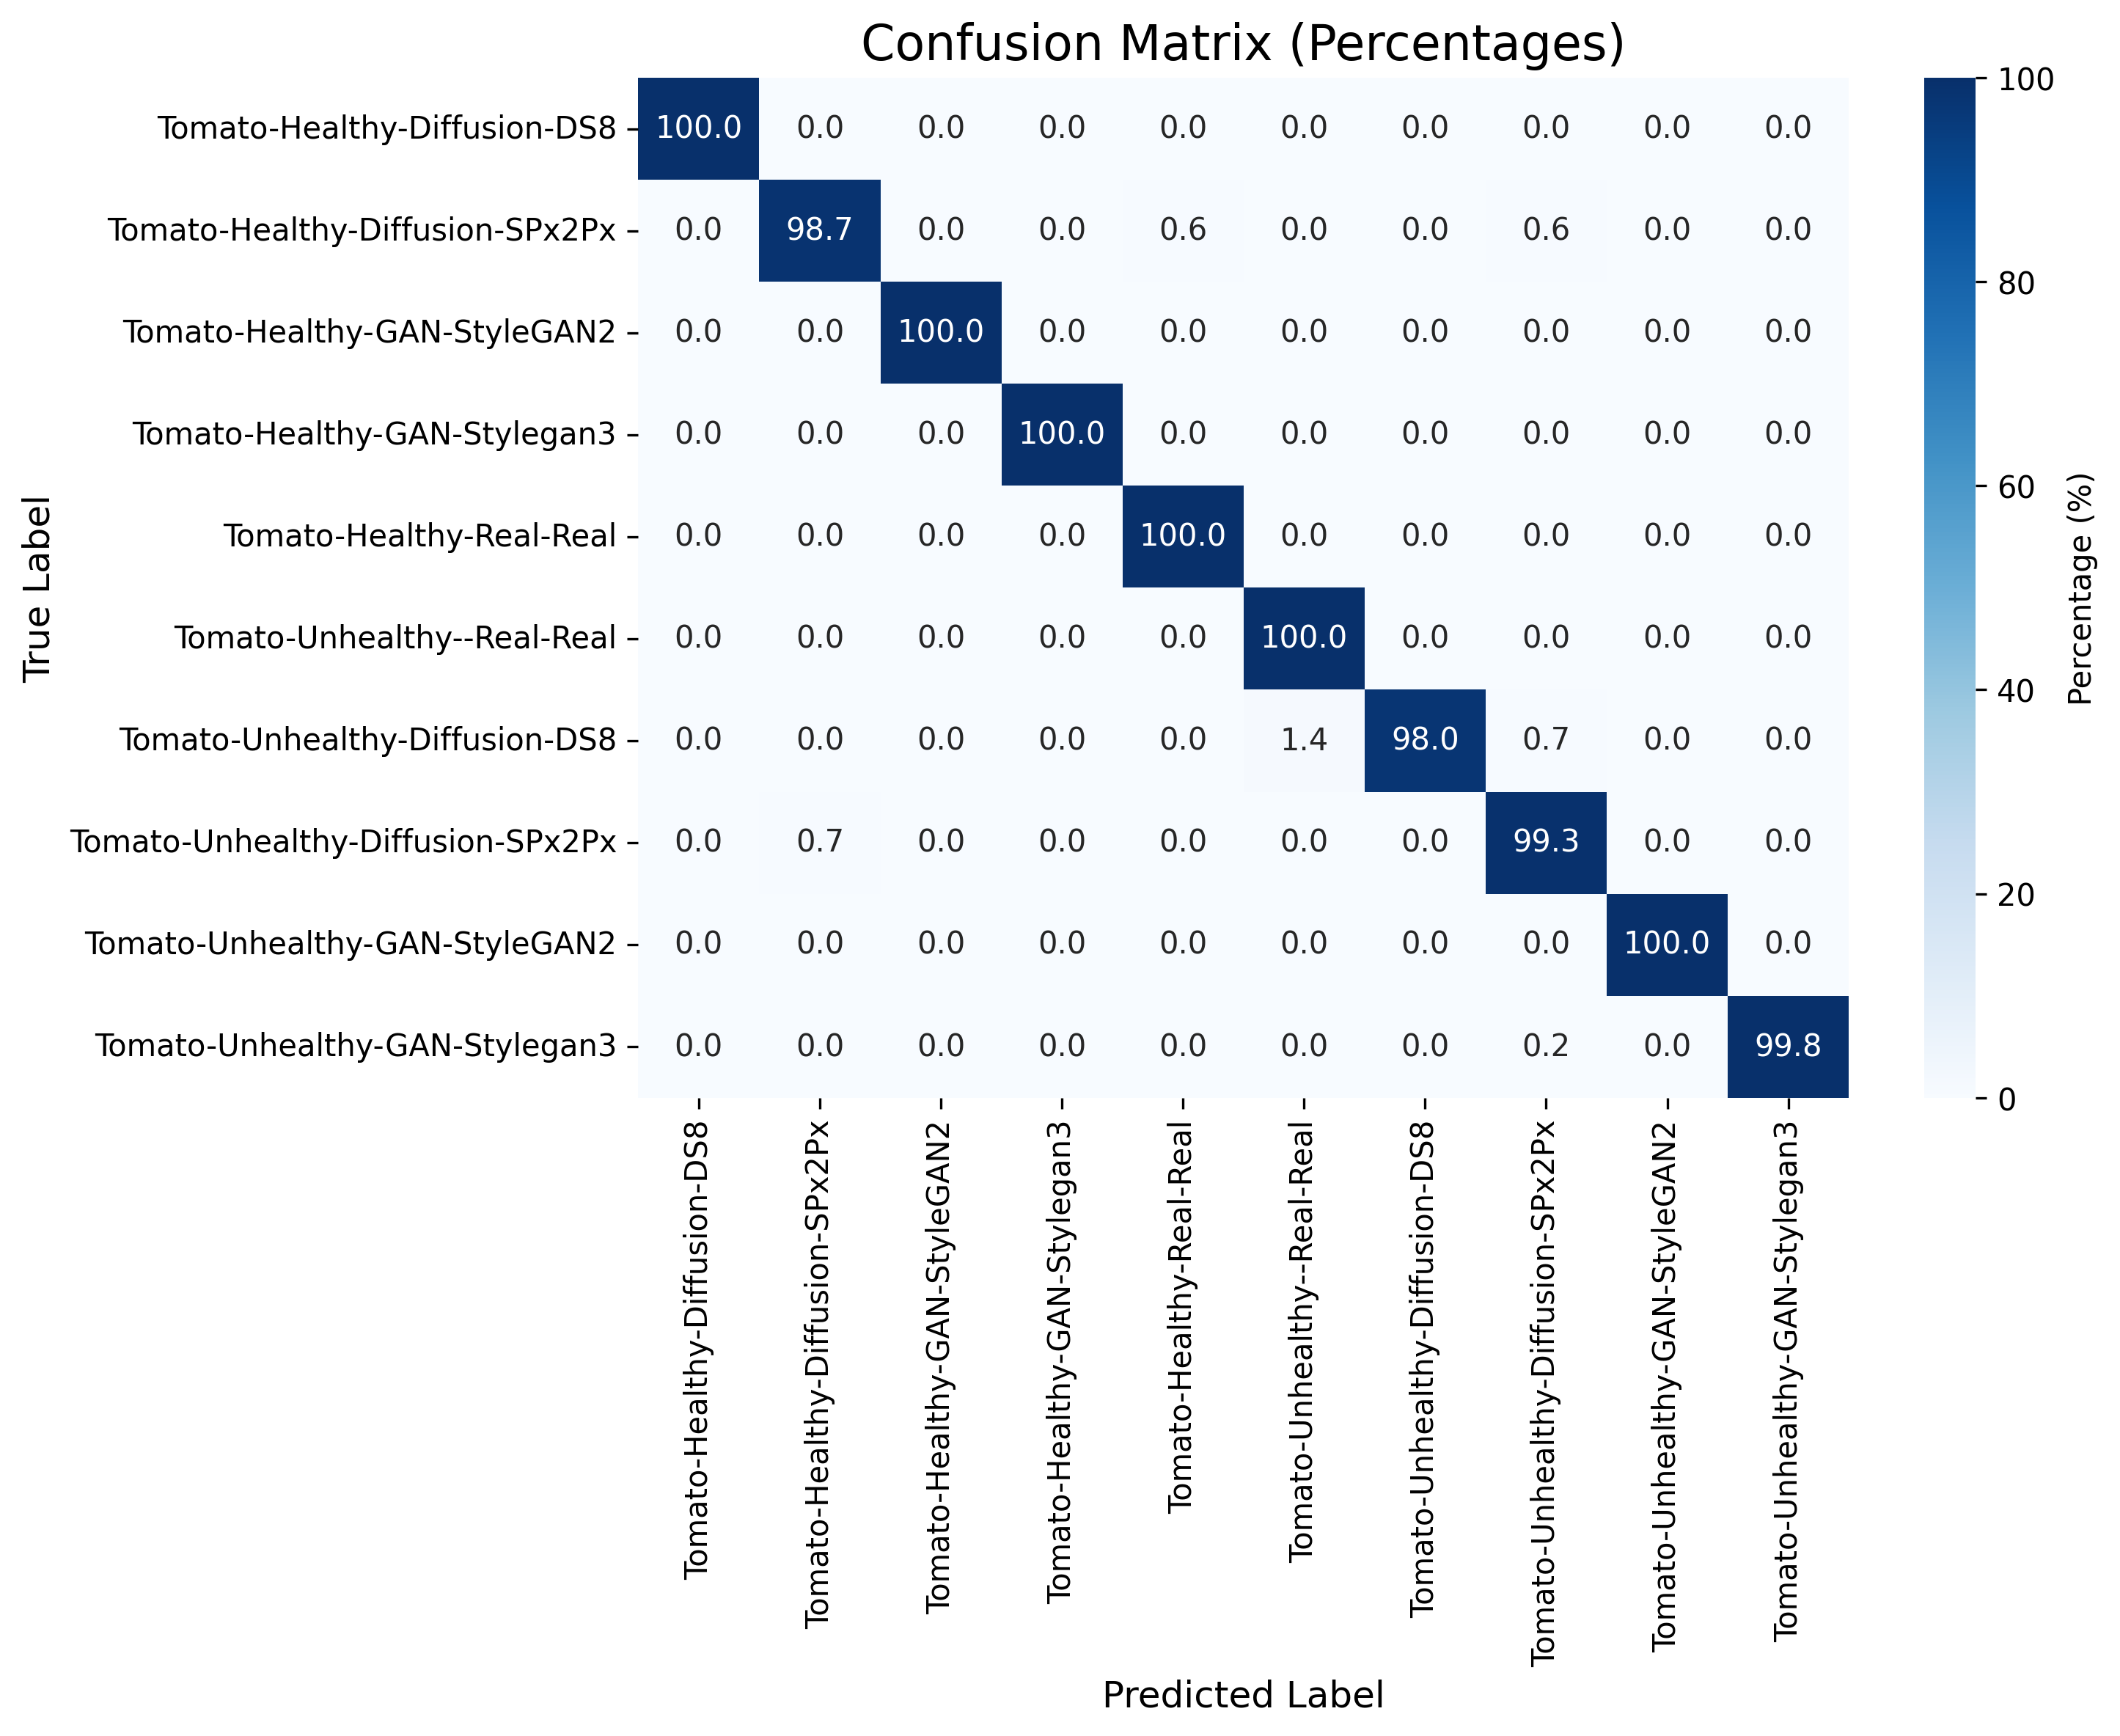 Confusion Matrix (Percentages)
True Label
Tomato-Healthy-Diffusion-DS8 100.0 0.0 0.0 0.0 0.0 0.0 0.0 0.0 0.0 0.0
Tomato-Healthy-Diffusion-SPx2Px 0.0 98.7 0.0 0.0 0.6 0.0 0.0 0.6 0.0 0.0
Tomato-Healthy-GAN-StyleGAN2 0.0 0.0 100.0 0.0 0.0 0.0 0.0 0.0 0.0 0.0
Tomato-Healthy-GAN-Stylegan3 0.0 0.0 0.0 100.0 0.0 0.0 0.0 0.0 0.0 0.0
Tomato-Healthy-Real-Real 0.0 0.0 0.0 0.0 100.0 0.0 0.0 0.0 0.0 0.0
Tomato-Unhealthy--Real-Real 0.0 0.0 0.0 0.0 0.0 100.0 0.0 0.0 0.0 0.0
Tomato-Unhealthy-Diffusion-DS8 0.0 0.0 0.0 0.0 0.0 1.4 98.0 0.7 0.0 0.0
Tomato-Unhealthy-Diffusion-SPx2Px 0.0 0.7 0.0 0.0 0.0 0.0 0.0 99.3 0.0 0.0
Tomato-Unhealthy-GAN-StyleGAN2 0.0 0.0 0.0 0.0 0.0 0.0 0.0 0.0 100.0 0.0
Tomato-Unhealthy-GAN-Stylegan3 0.0 0.0 0.0 0.0 0.0 0.0 0.0 0.2 0.0 99.8
Tomato-Healthy-Diffusion-DS8
Tomato-Healthy-Diffusion-SPx2Px
Tomato-Healthy-GAN-StyleGAN2
Tomato-Healthy-GAN-Stylegan3
Tomato-Healthy-Real-Real
Tomato-Unhealthy--Real-Real
Tomato-Unhealthy-Diffusion-DS8
Tomato-Unhealthy-Diffusion-SPx2Px
Tomato-Unhealthy-GAN-StyleGAN2
Tomato-Unhealthy-GAN-Stylegan3
Predicted Label
100
80
60
40
20
0
Percentage (%)